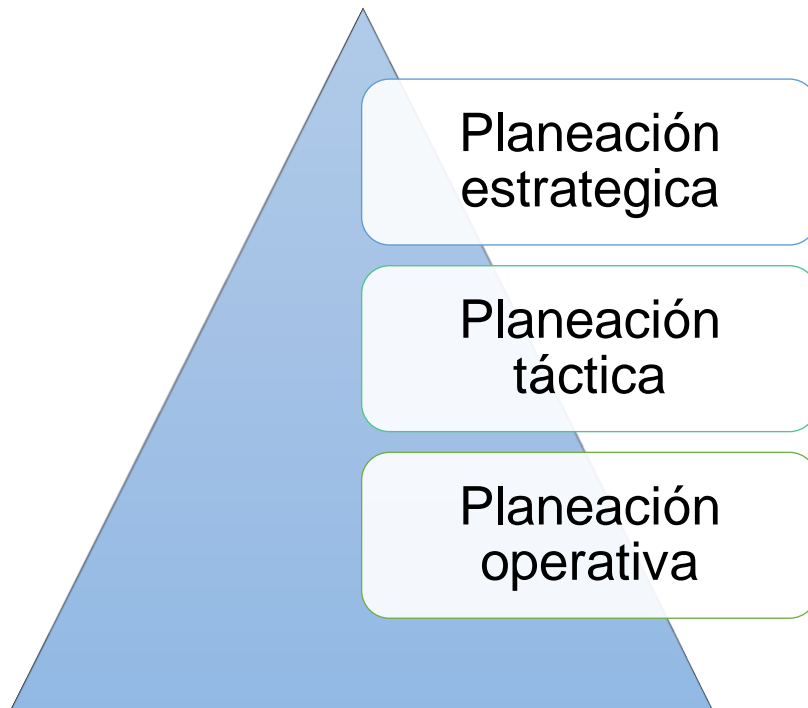 Planeación
estrategica
Planeación
táctica
Planeación
operativa